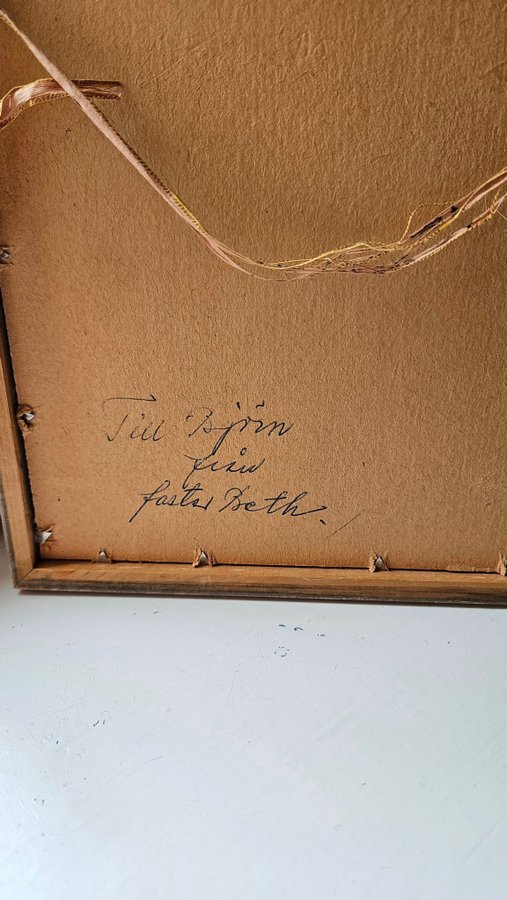 Till Björn
från
faster Beth.